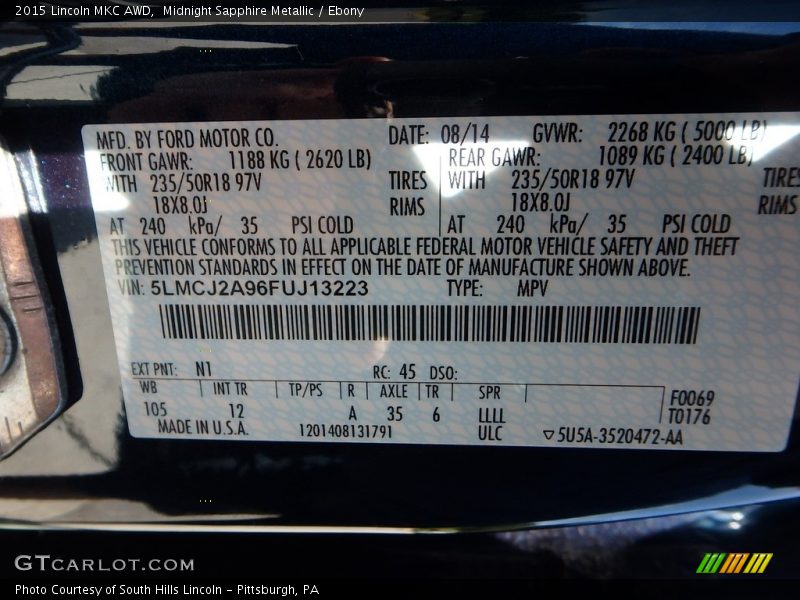 2015 Lincoln MKC AWD, Midnight Sapphire Metallic / Ebony
MFD. BY FORD MOTOR CO. DATE: 08/14 GVWR: 2268 KG ( 5000 LB)
FRONT GAWR: 1188 KG ( 2620 LB) REAR GAWR: 1089 KG ( 2400 LB)
WITH 235/50R18 97V TIRES WITH 235/50R18 97V TIRES
18X8.0J RIMS 18X8.0J RIMS
AT 240 kPa/ 35 PSI COLD AT 240 kPa/ 35 PSI COLD
THIS VEHICLE CONFORMS TO ALL APPLICABLE FEDERAL MOTOR VEHICLE SAFETY AND THEFT
PREVENTION STANDARDS IN EFFECT ON THE DATE OF MANUFACTURE SHOWN ABOVE.
VIN: 5LMCJ2A96FUJ13223 TYPE: MPV
EXT PNT: N1 RC: 45 DSO:
WB INT TR TP/PS R AXLE TR SPR
F0069
105 12 A 35 6 LLLL
T0176
MADE IN U.S.A. 1201408131791 ULC ▽5U5A-3520472-AA
GTCARLOT.COM
Photo Courtesy of South Hills Lincoln - Pittsburgh, PA